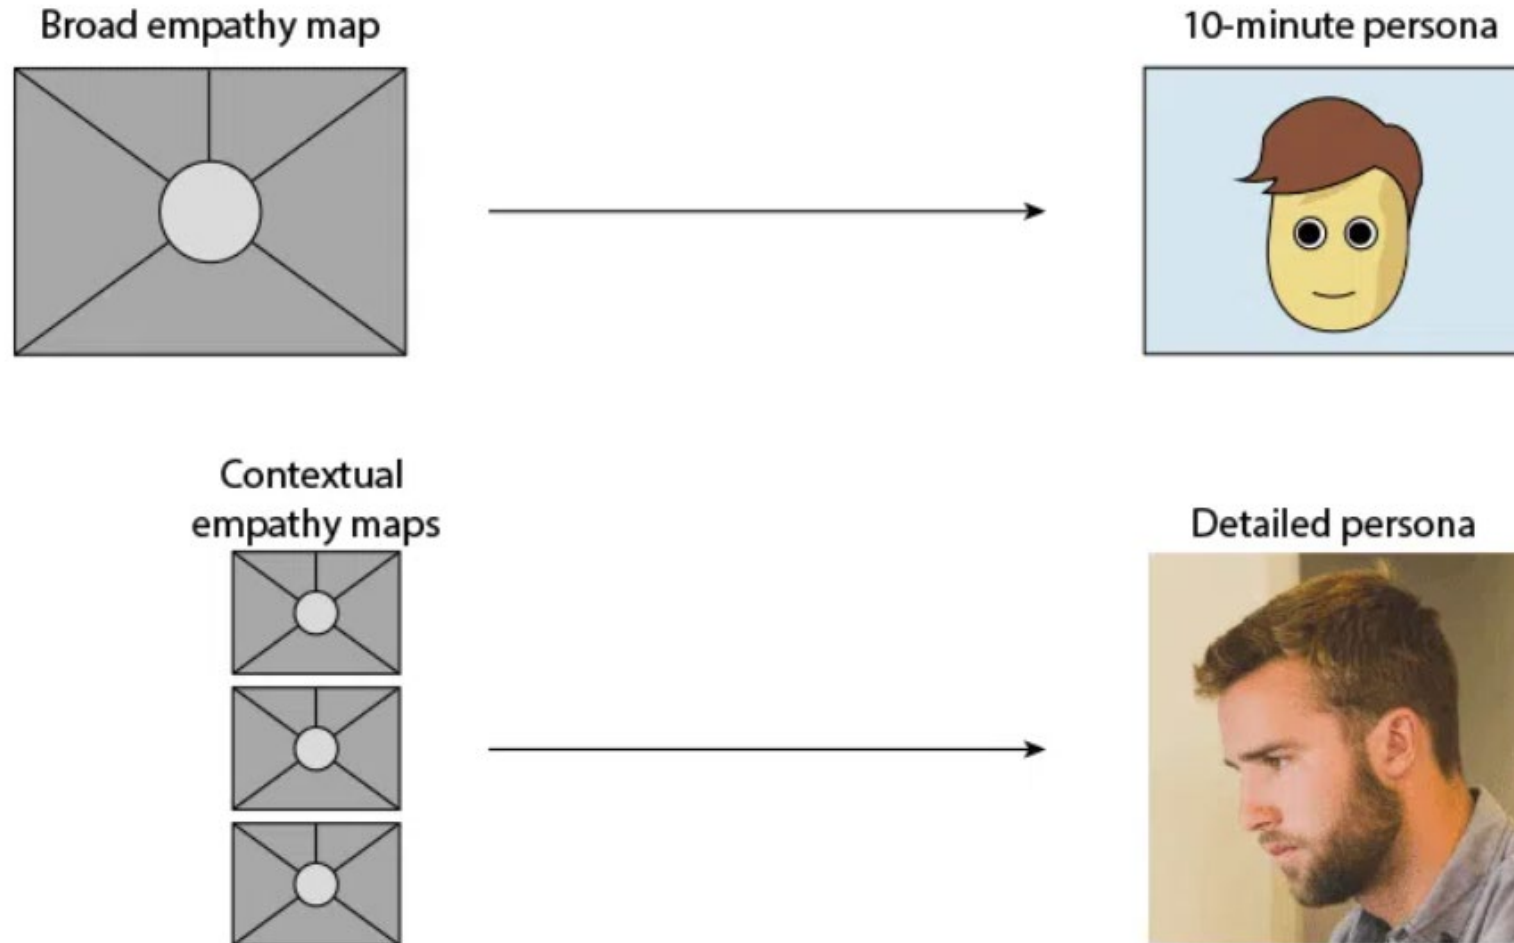 Broad empathy map
10-minute persona
Contextual
empathy maps
Detailed persona